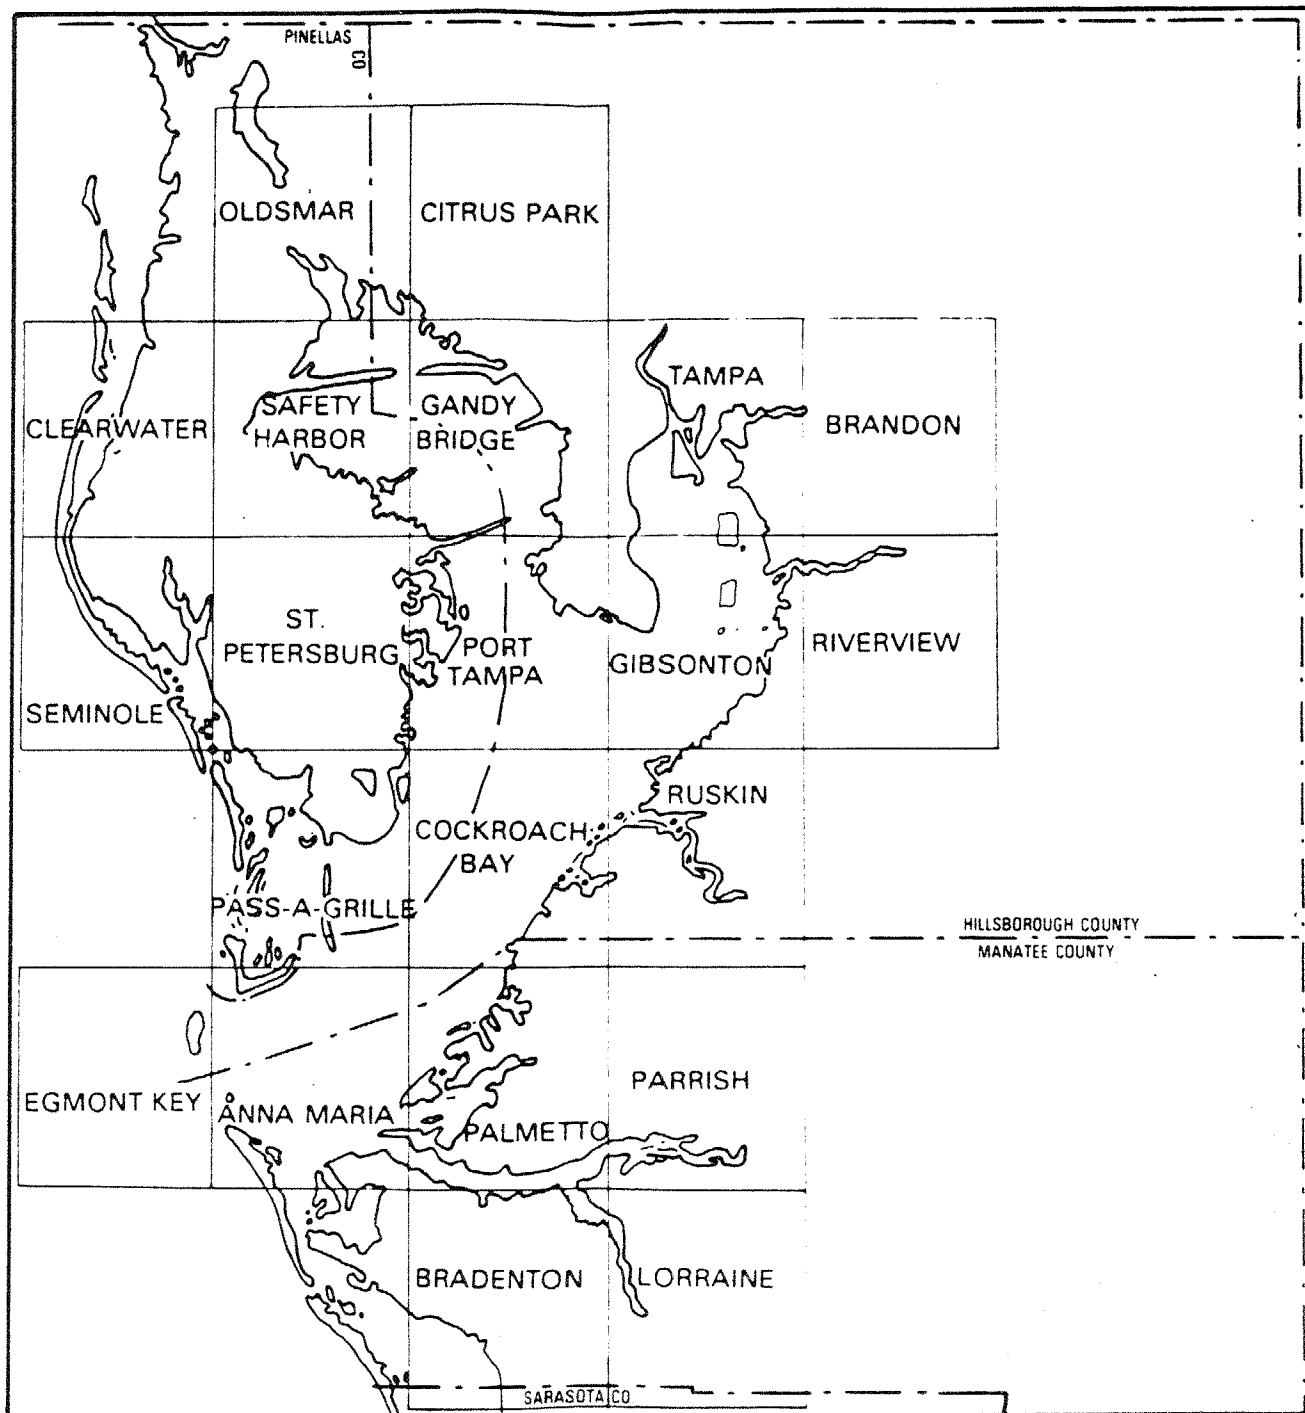 PINELLAS
CO
OLDSMAR
CITRUS PARK
CLEARWATER
SAFETY
HARBOR
GANDY
BRIDGE
TAMPA
BRANDON
SEMINOLE
ST.
PETERSBURG
PORT
TAMPA
GIBSONTON
RIVERVIEW
PASS-A-GRILLE
COCKROACH
BAY
RUSKIN
HILLSBOROUGH COUNTY
MANATEE COUNTY
EGMONT KEY
ANNA MARIA
PALMETTO
PARRISH
BRADENTON
LORRAINE
SARASOTA CO